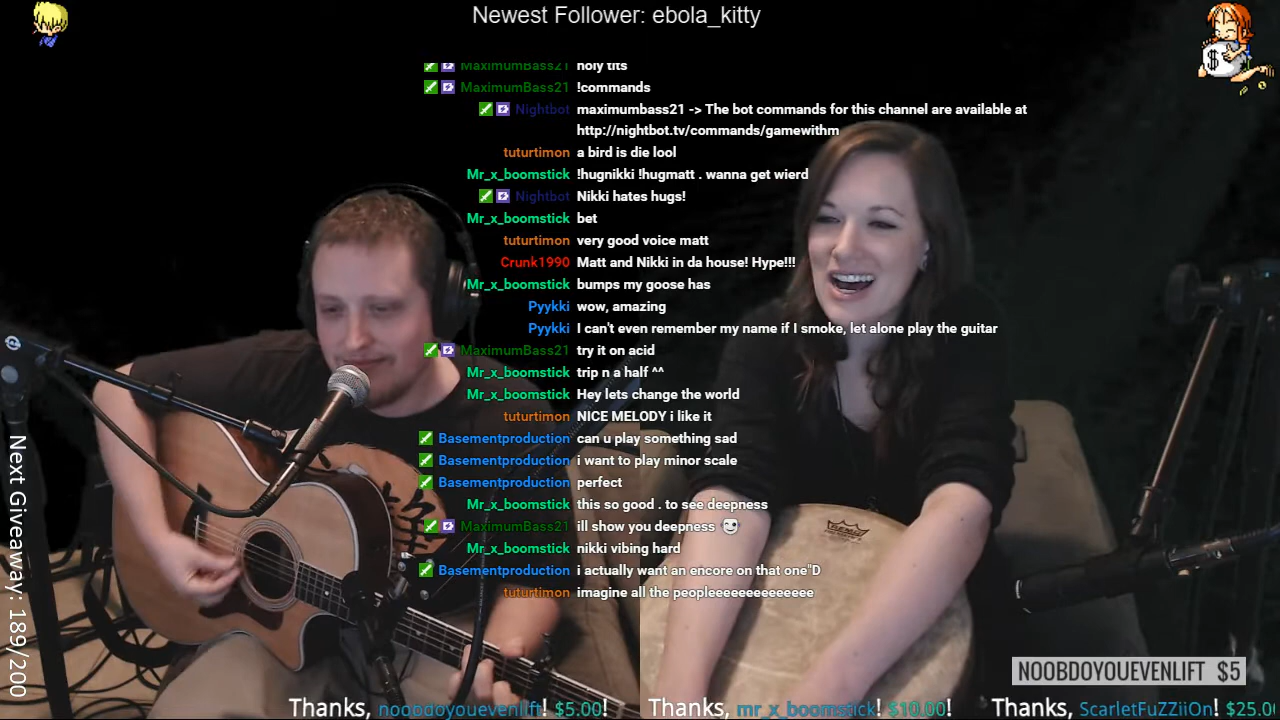 Newest Follower: ebola_kitty
MaximumBass21 holy tits
MaximumBass21 !commands
Nightbot maximumbass21 -> The bot commands for this channel are available at
http://nightbot.tv/commands/gamewithm
tuturtimon a bird is die lool
Mr_x_boomstick !hugnikki !hugmatt . wanna get wierd
Nightbot Nikki hates hugs!
Mr_x_boomstick bet
tuturtimon very good voice matt
Crunk1990 Matt and Nikki in da house! Hype!!!
Mr_x_boomstick bumps my goose has
Pyykki wow, amazing
Pyykki I can't even remember my name if I smoke, let alone play the guitar
MaximumBass21 try it on acid
Mr_x_boomstick trip n a half ^^
Mr_x_boomstick Hey lets change the world
tuturtimon NICE MELODY i like it
Basementproduction can u play something sad
Basementproduction i want to play minor scale
Basementproduction perfect
Mr_x_boomstick this so good . to see deepness
MaximumBass21 ill show you deepness
Mr_x_boomstick nikki vibing hard
Basementproduction i actually want an encore on that one"D
tuturtimon imagine all the peopleeeeeeeeeeeeee
REMO
Next Giveaway: 189/200
NOOBDOYOUEVENLIFT $5
Thanks, noobdoyouevenlift! $5.00!
Thanks, mr_x_boomstick! $10.00!
Thanks, ScarletFuZZiiOn! $25.0